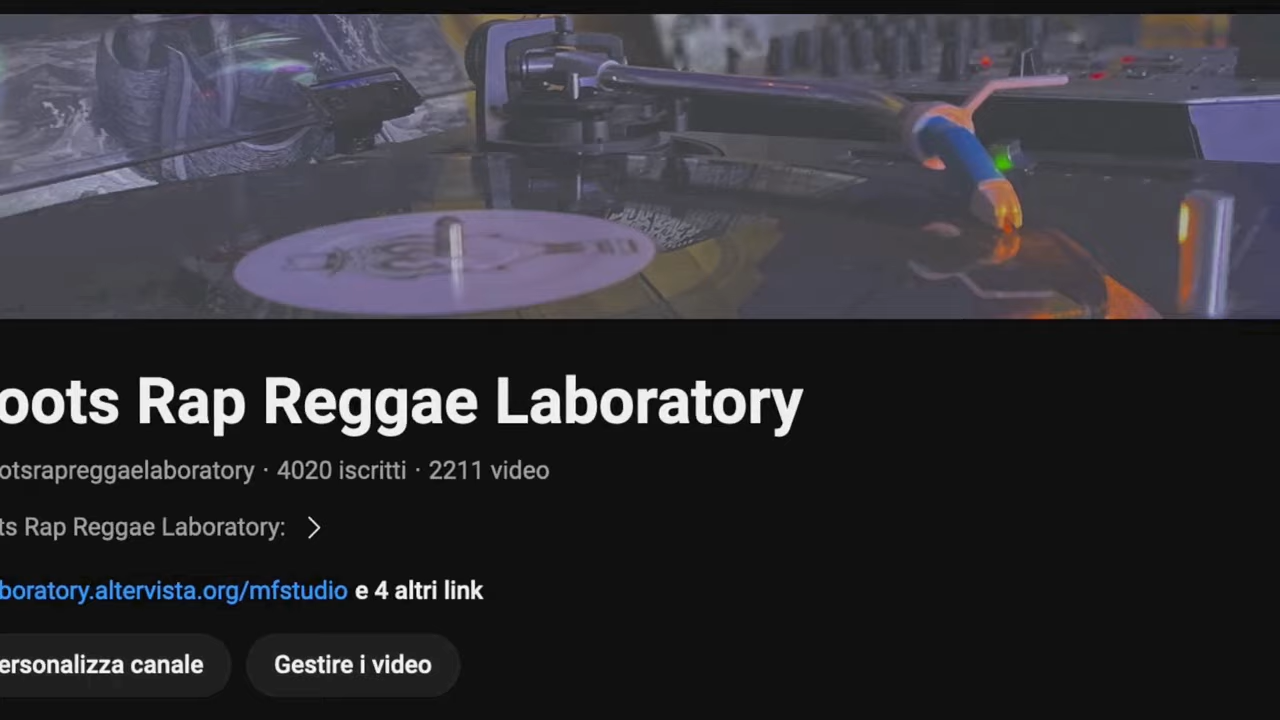 oots Rap Reggae Laboratory
otsrapreggaelaboratory · 4020 iscritti · 2211 video
ts Rap Reggae Laboratory:
boratory.altervista.org/mfstudio e 4 altri link
ersonalizza canale Gestire i video